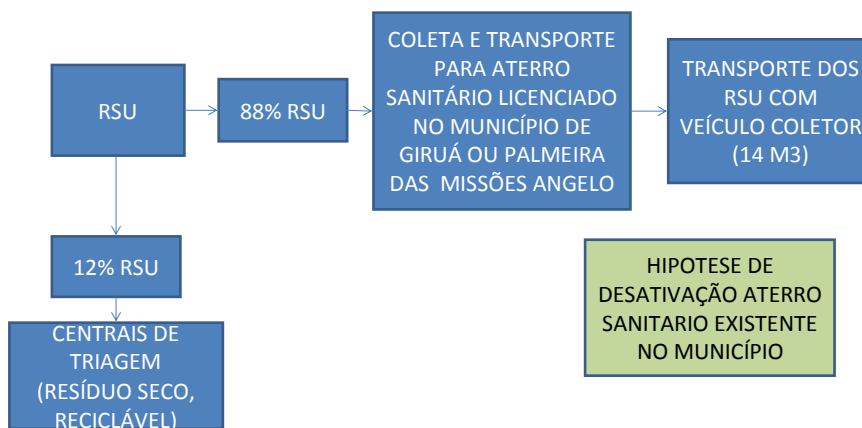 RSU
88% RSU
COLETA E TRANSPORTE
PARA ATERRO
SANITÁRIO LICENCIADO
NO MUNICÍPIO DE
GIRUÁ OU PALMEIRA
DAS MISSÕES ANGELO
TRANSPORTE DOS
RSU COM
VEÍCULO COLETOR
(14 M3)
12% RSU
CENTRAIS DE
TRIAGEM
(RESÍDUO SECO,
RECICLÁVEL)
HIPOTESE DE
DESATIVAÇÃO ATERRO
SANITARIO EXISTENTE
NO MUNICÍPIO